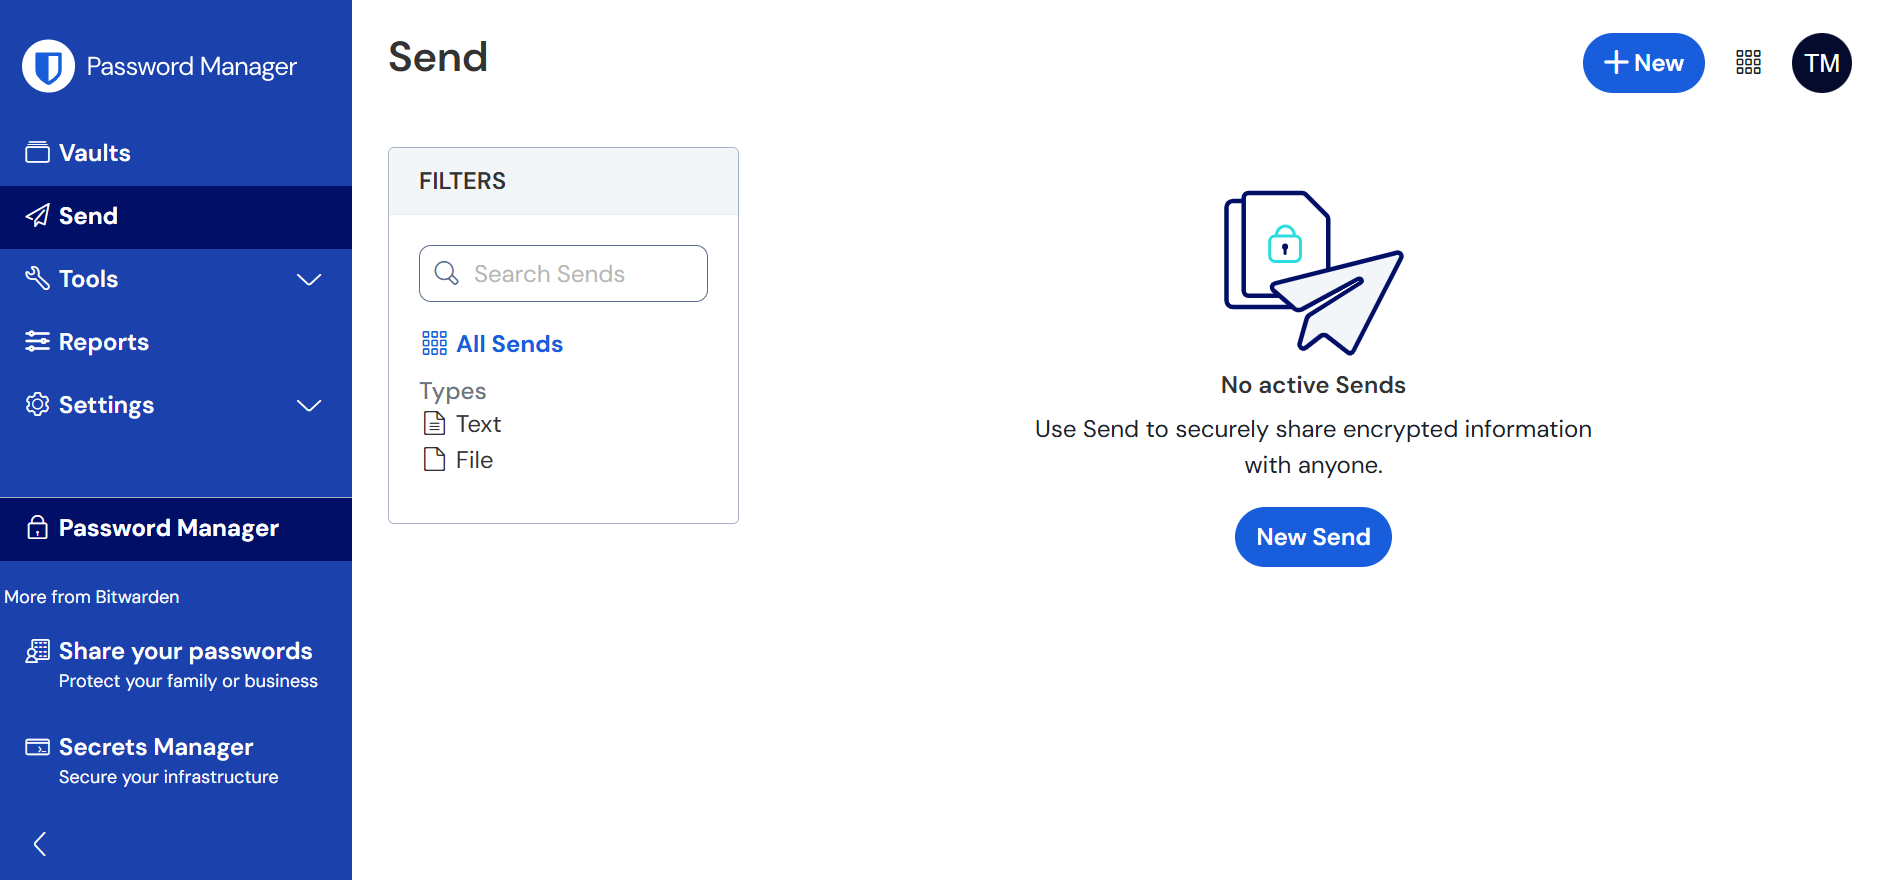 Password Manager
Vaults
Send
Tools
Reports
Settings
Password Manager
More from Bitwarden
Share your passwords
Protect your family or business
Secrets Manager
Secure your infrastructure
Send
New
TM
FILTERS
Search Sends
All Sends
Types
Text
File
No active Sends
Use Send to securely share encrypted information
with anyone.
New Send